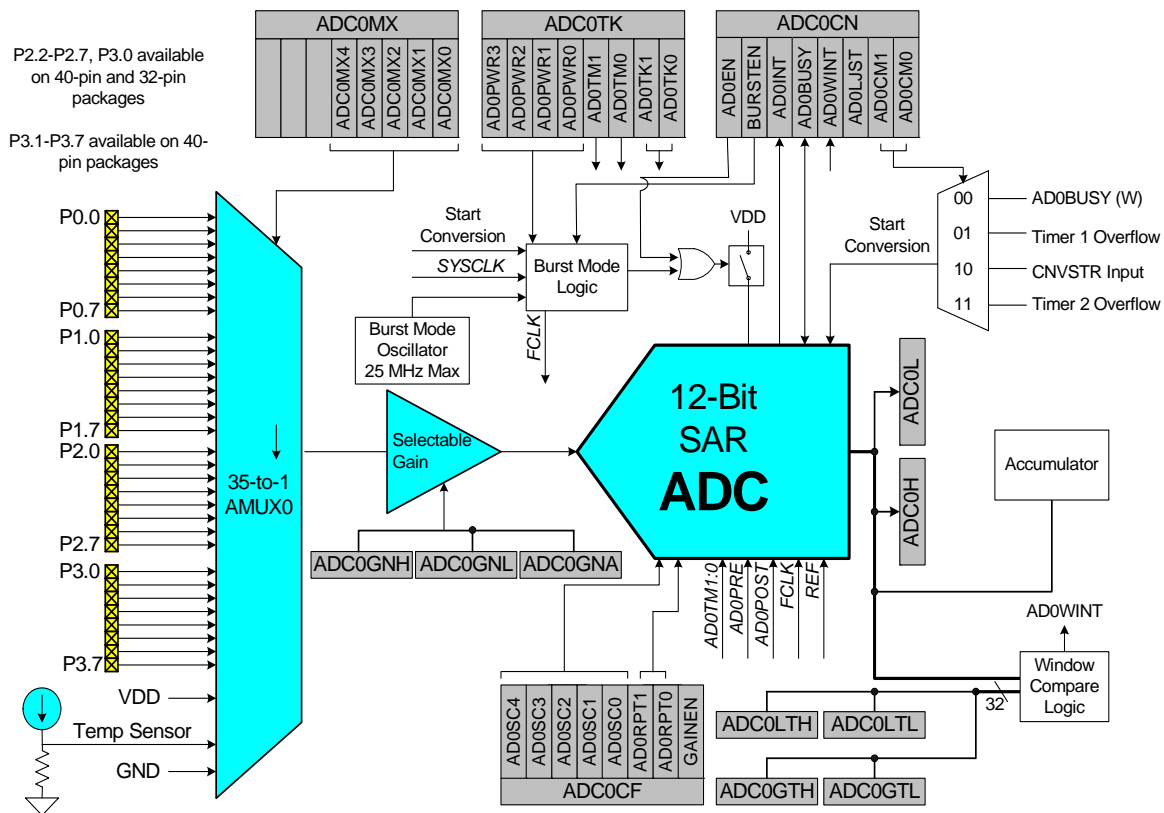 ADC0MX
ADC0TK
ADC0CN
P2.2-P2.7, P3.0 available
on 40-pin and 32-pin
packages
P3.1-P3.7 available on 40-
pin packages
ADC0MX4
ADC0MX3
ADC0MX2
ADC0MX1
ADC0MX0
AD0PWR3
AD0PWR2
AD0PWR1
AD0PWR0
AD0TM1
AD0TM0
AD0TK1
AD0TK0
AD0EN
BURSTEN
AD0INT
AD0BUSY
AD0WINT
AD0LJST
AD0CM1
AD0CM0
P0.0
P0.7
P1.0
P1.7
P2.0
P2.7
P3.0
P3.7
VDD
Temp Sensor
GND
35-to-1
AMUX0
Start
Conversion
SYSCLK
Burst Mode
Logic
Burst Mode
Oscillator
25 MHz Max
FCLK
VDD
Start
Conversion
00
01
10
11
AD0BUSY (W)
Timer 1 Overflow
CNVSTR Input
Timer 2 Overflow
Selectable
Gain
12-Bit
SAR
ADC
ADC0L
ADC0H
Accumulator
ADC0GNH
ADC0GNL
ADC0GNA
AD0TM1:0
AD0PRE
AD0POST
FCLK
REF
AD0WINT
Window
Compare
Logic
32
AD0SC4
AD0SC3
AD0SC2
AD0SC1
AD0SC0
AD0RPT1
AD0RPT0
GAINEN
ADC0CF
ADC0LTH
ADC0LTL
ADC0GTH
ADC0GTL